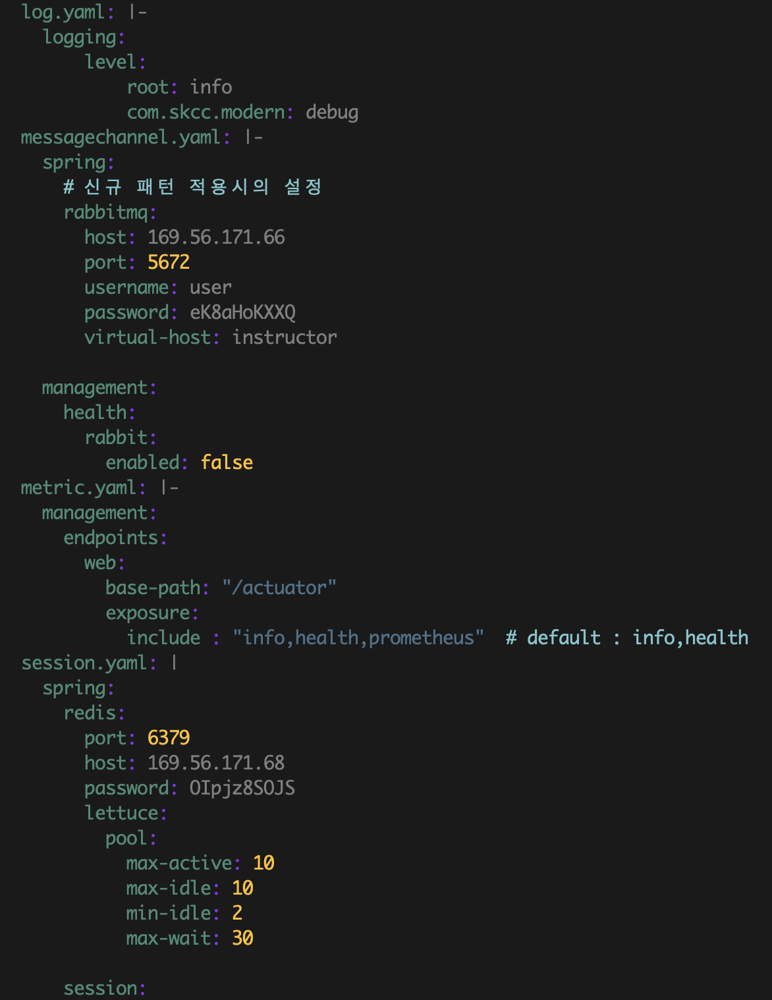 log.yaml: |-
  logging:
      level:
          root: info
          com.skcc.modern: debug
messagechannel.yaml: |-
  spring:
    # 신규 패턴 적용시의 설정
    rabbitmq:
      host: 169.56.171.66
      port: 5672
      username: user
      password: eK8aHoKXXQ
      virtual-host: instructor

  management:
    health:
      rabbit:
        enabled: false
metric.yaml: |-
  management:
    endpoints:
      web:
        base-path: "/actuator"
        exposure:
          include : "info,health,prometheus"  # default : info,health
session.yaml: |
  spring:
    redis:
      port: 6379
      host: 169.56.171.68
      password: OIpjz8SOJS
      lettuce:
        pool:
          max-active: 10
          max-idle: 10
          min-idle: 2
          max-wait: 30

    session: